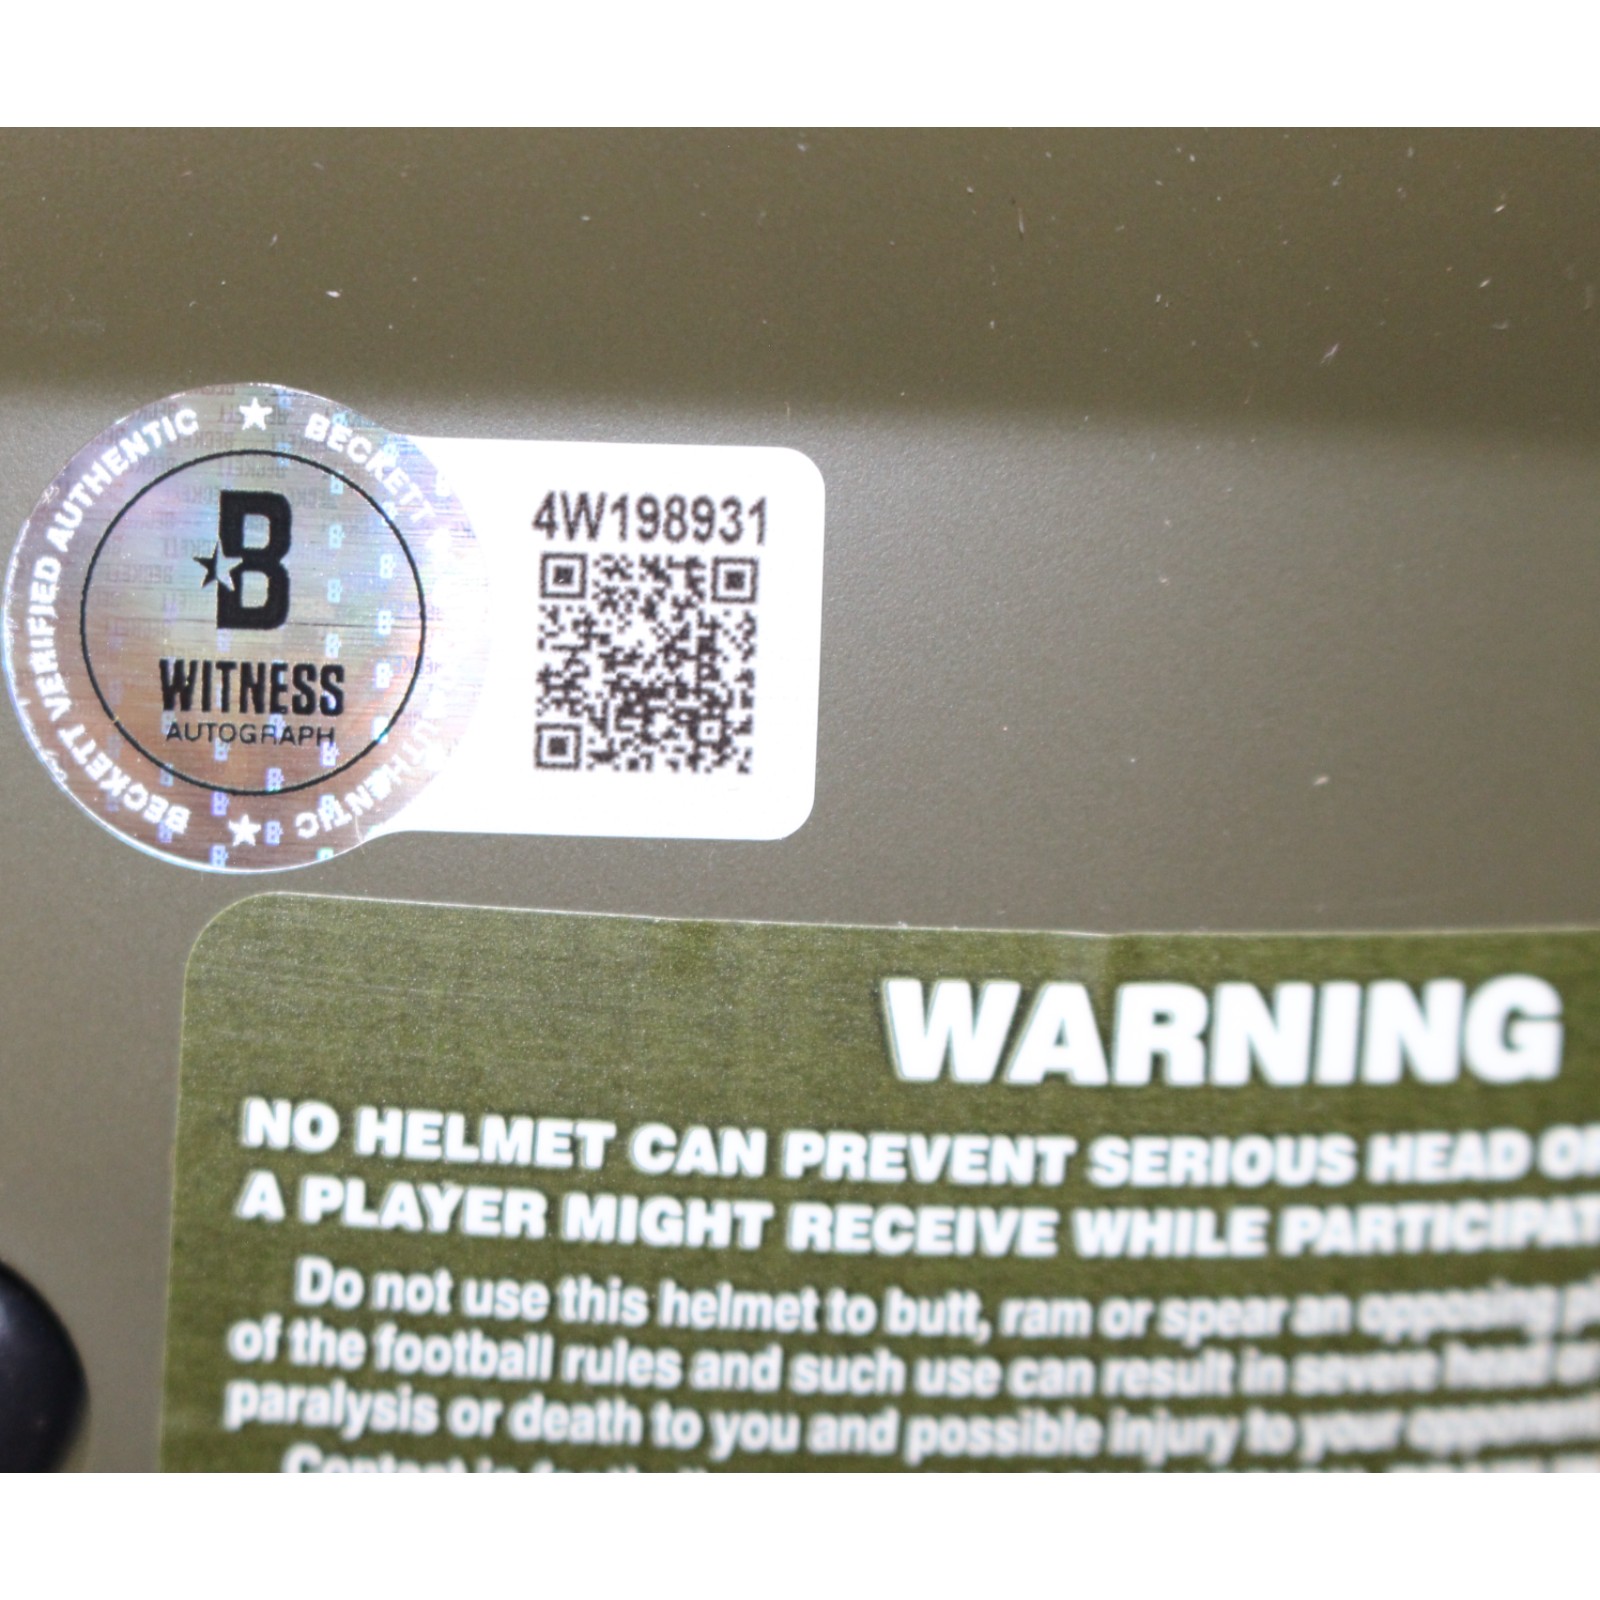 ★ BECKETT AUTHENTIC ★ BECKETT VERIFIED AUTHENTIC
B
WITNESS
AUTOGRAPH
4W198931
WARNING
NO HELMET CAN PREVENT SERIOUS HEAD
A PLAYER MIGHT RECEIVE WHILE
Do not use this helmet to butt, ram or spear an opposing
of the football rules and such use can result in severe head
paralysis or death to you and possible injury to your